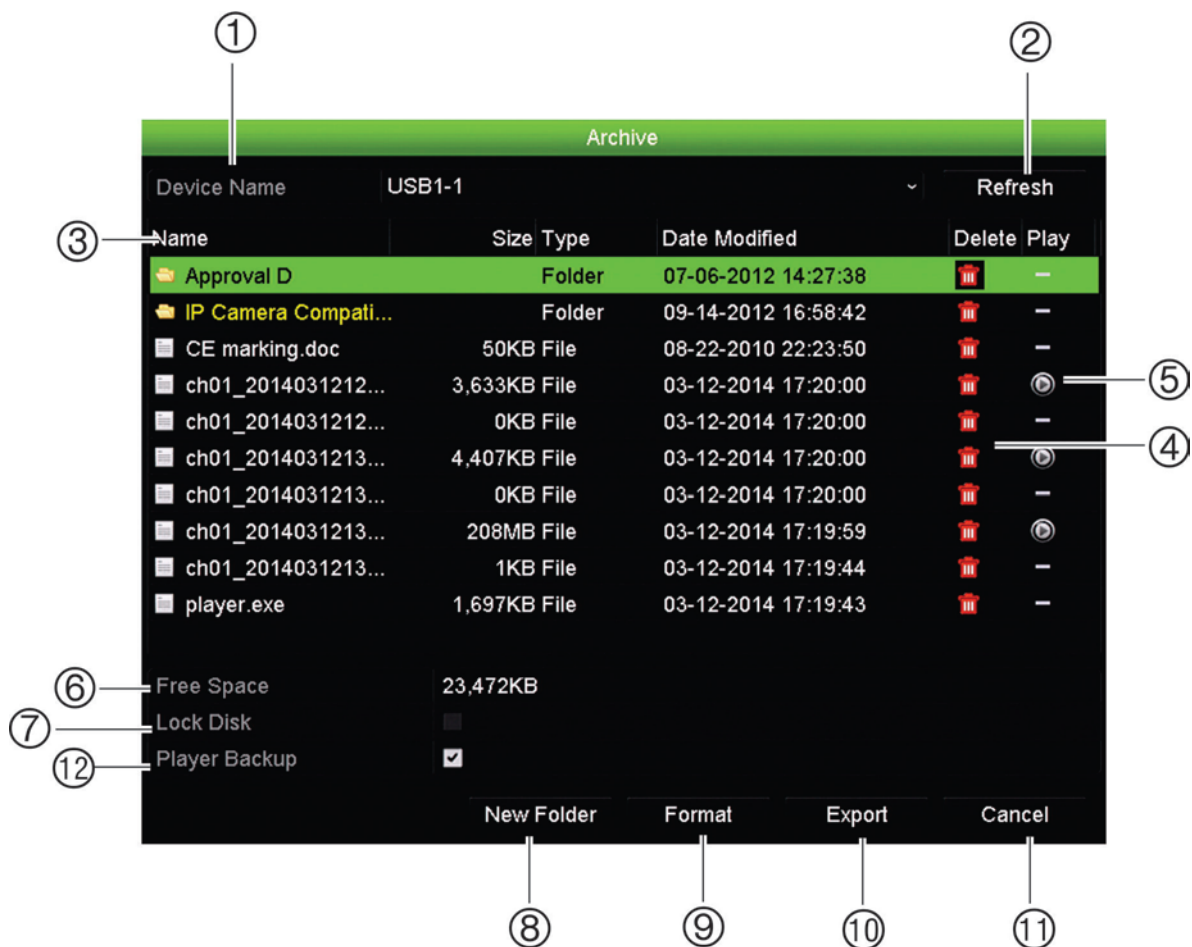 ① ②
Archive
Device Name USB1-1 Refresh
③ Name Size Type Date Modified Delete Play
Approval D Folder 07-06-2012 14:27:38
IP Camera Compati... Folder 09-14-2012 16:58:42
CE marking.doc 50KB File 08-22-2010 22:23:50
ch01_2014031212... 3,633KB File 03-12-2014 17:20:00 ⑤
ch01_2014031212... 0KB File 03-12-2014 17:20:00
ch01_2014031213... 4,407KB File 03-12-2014 17:20:00 ④
ch01_2014031213... 0KB File 03-12-2014 17:20:00
ch01_2014031213... 208MB File 03-12-2014 17:19:59
ch01_2014031213... 1KB File 03-12-2014 17:19:44
player.exe 1,697KB File 03-12-2014 17:19:43
⑥ Free Space 23,472KB
⑦ Lock Disk
⑫ Player Backup
New Folder Format Export Cancel
⑧ ⑨ ⑩ ⑪